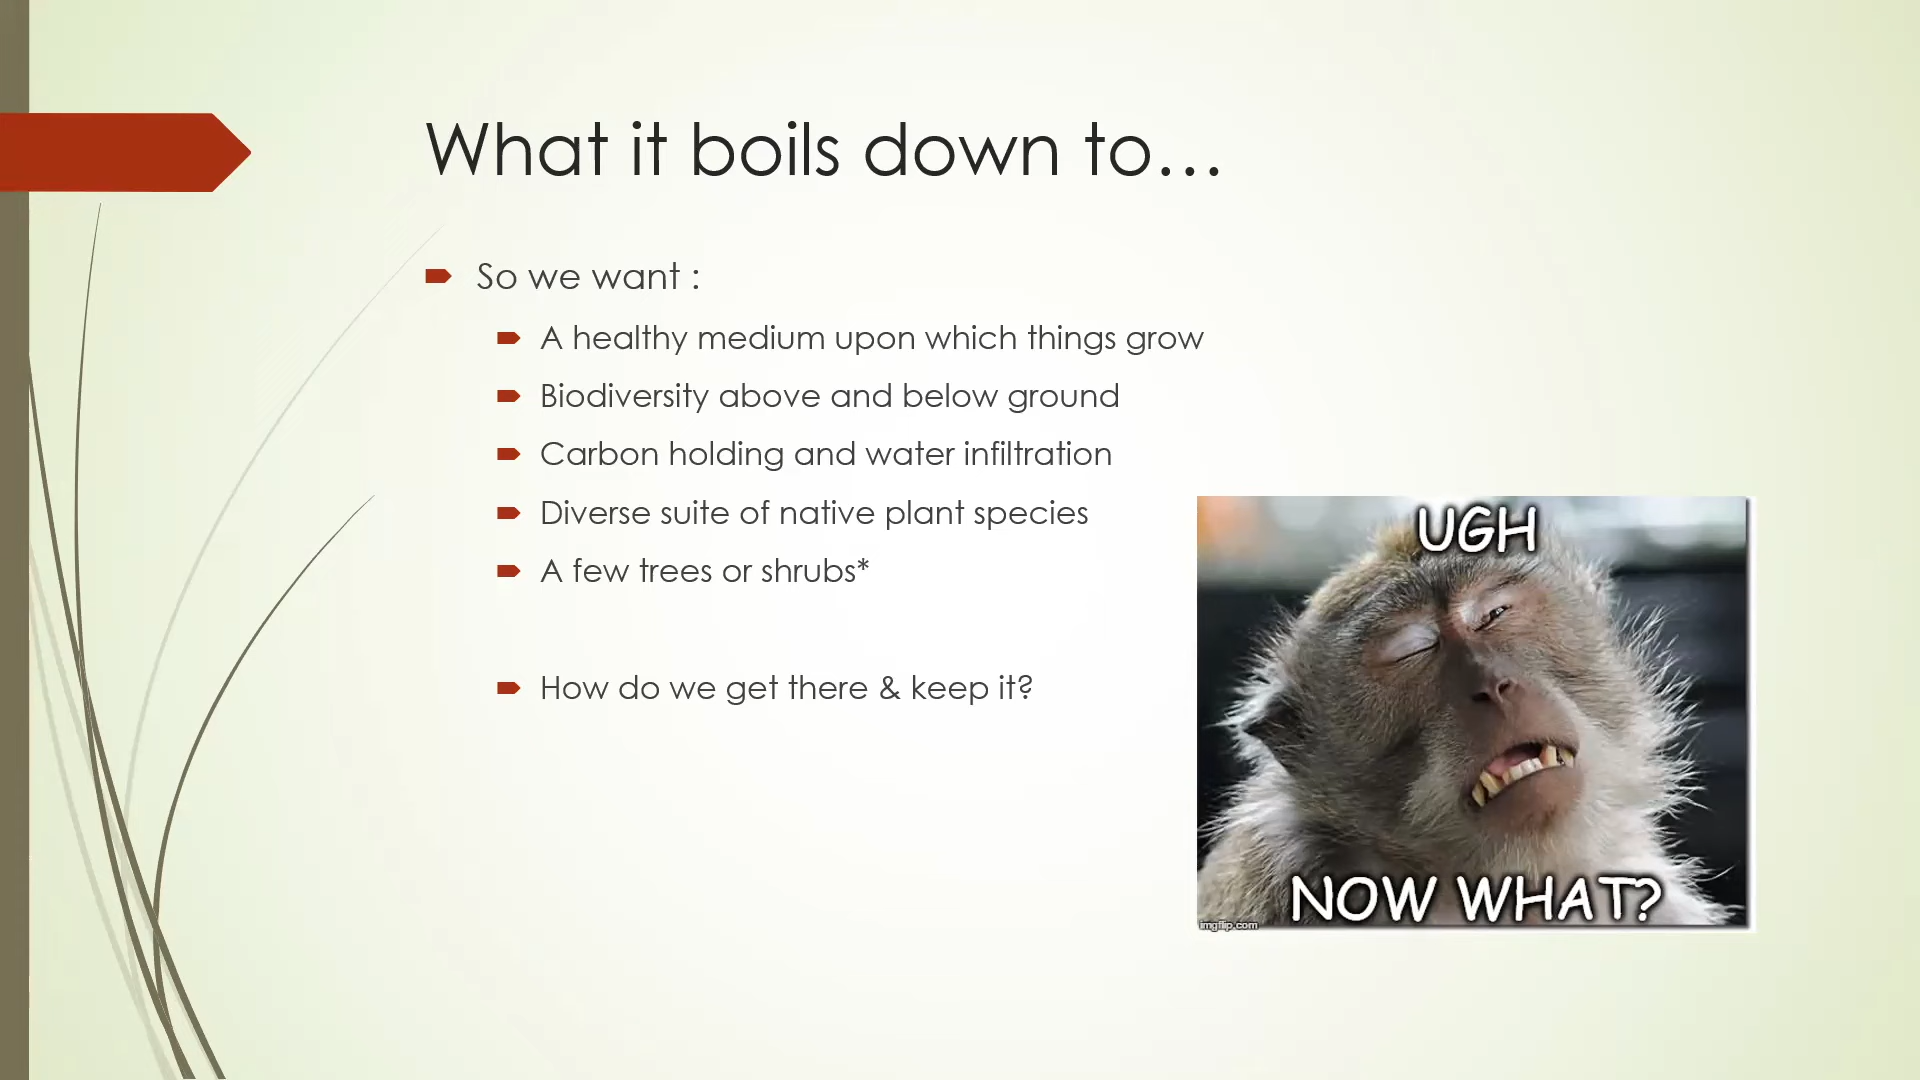 What it boils down to…
So we want :
A healthy medium upon which things grow
Biodiversity above and below ground
Carbon holding and water infiltration
Diverse suite of native plant species
A few trees or shrubs*
How do we get there & keep it?
UGH
NOW WHAT?
imgflip.com